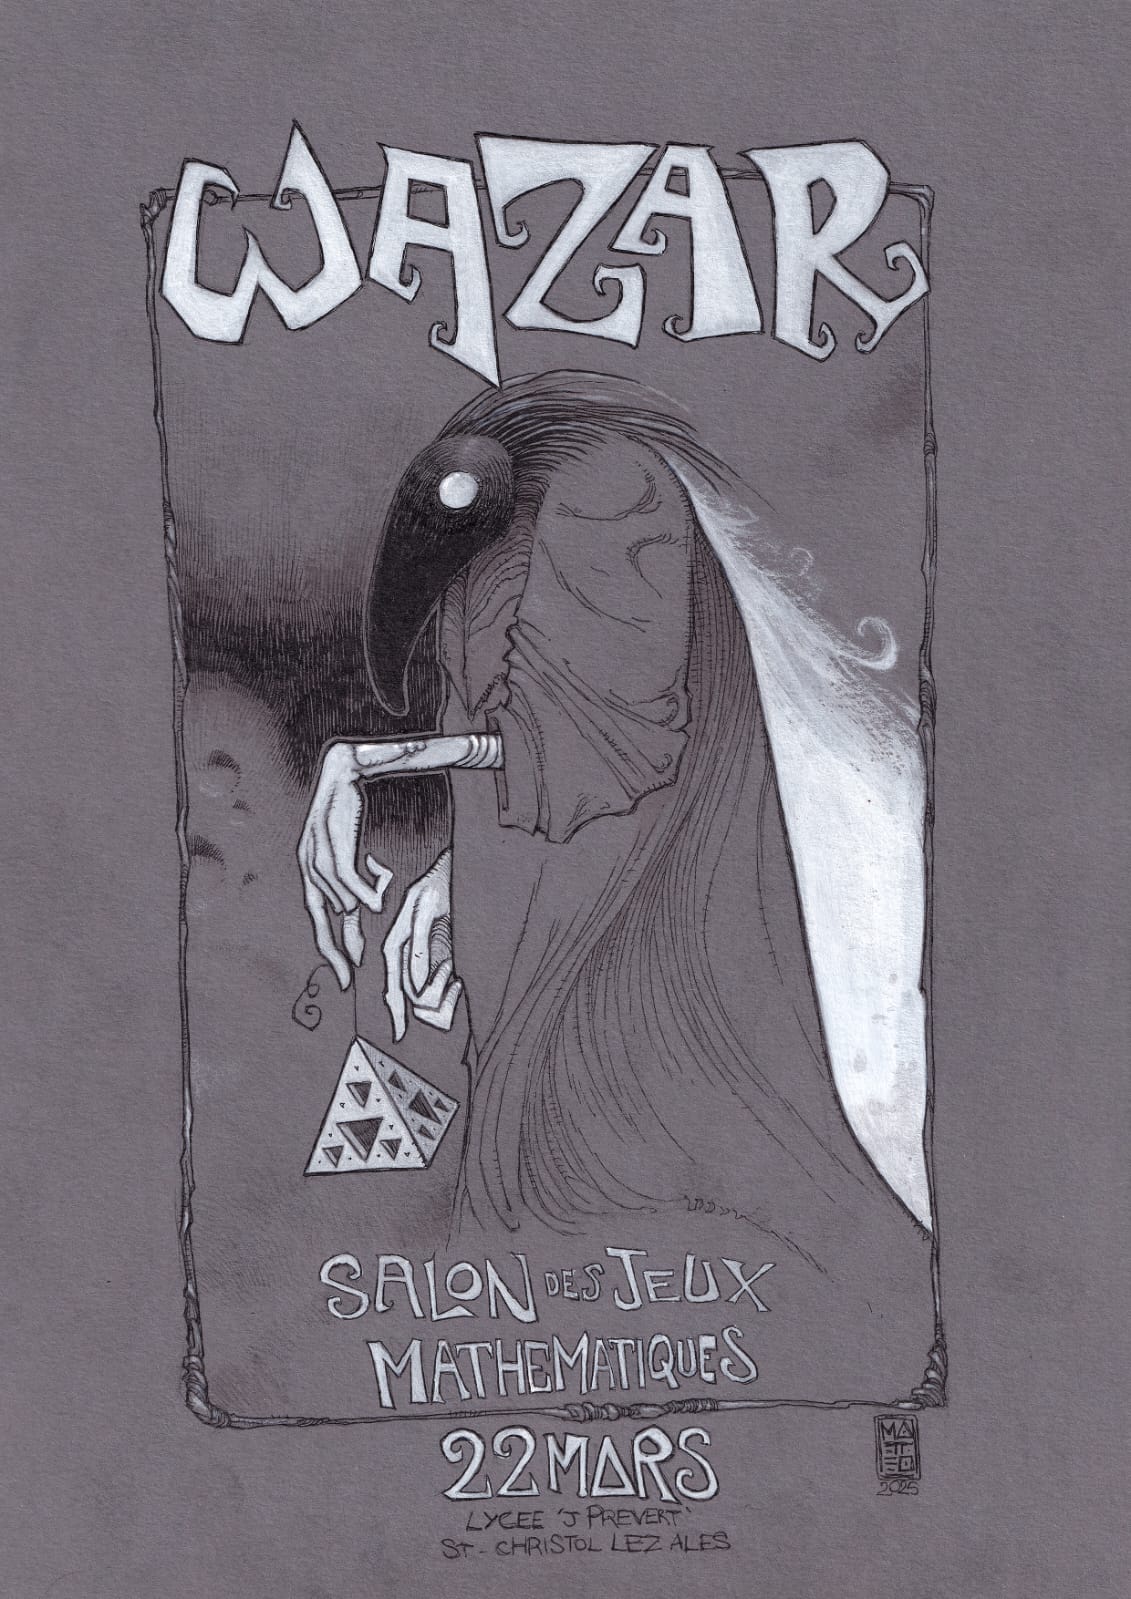 WAZAR
SALON DES JEUX
MATHEMATIQUES
22 MARS
LYCEE 'J PREVERT'
ST - CHRISTOL LEZ ALES
MATTEO
2025